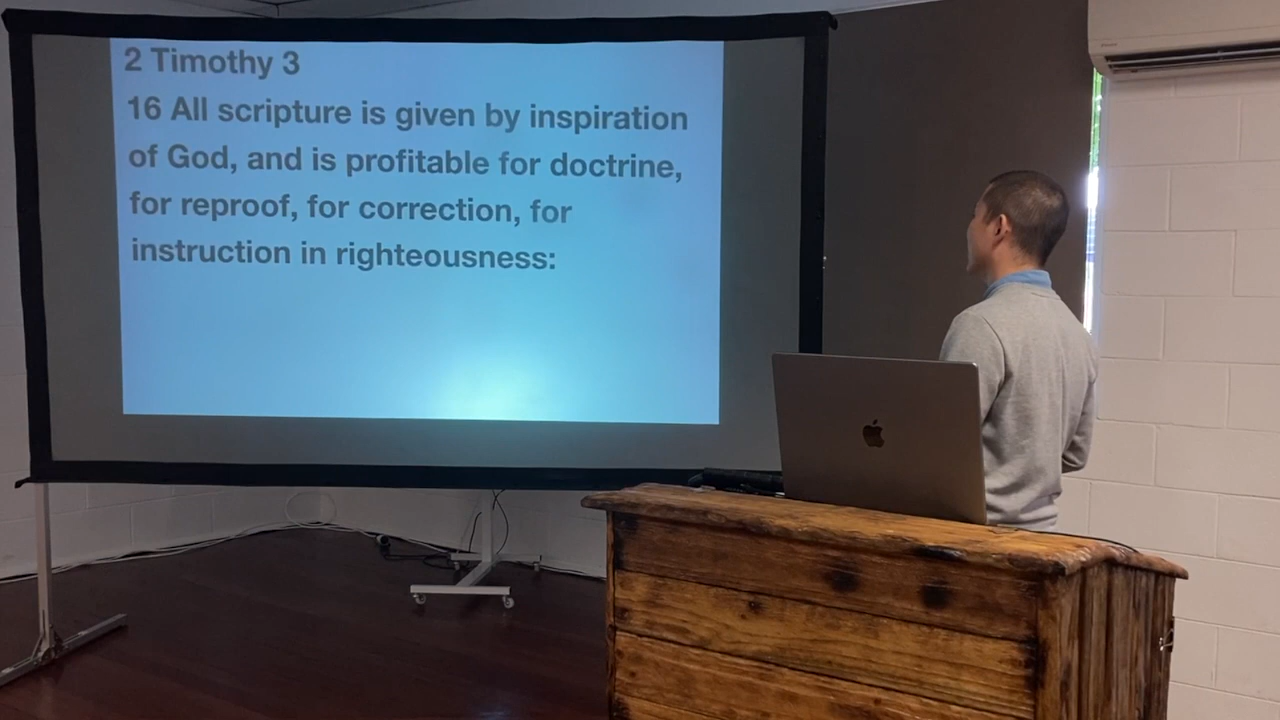 2 Timothy 3
16 All scripture is given by inspiration
of God, and is profitable for doctrine,
for reproof, for correction, for
instruction in righteousness: